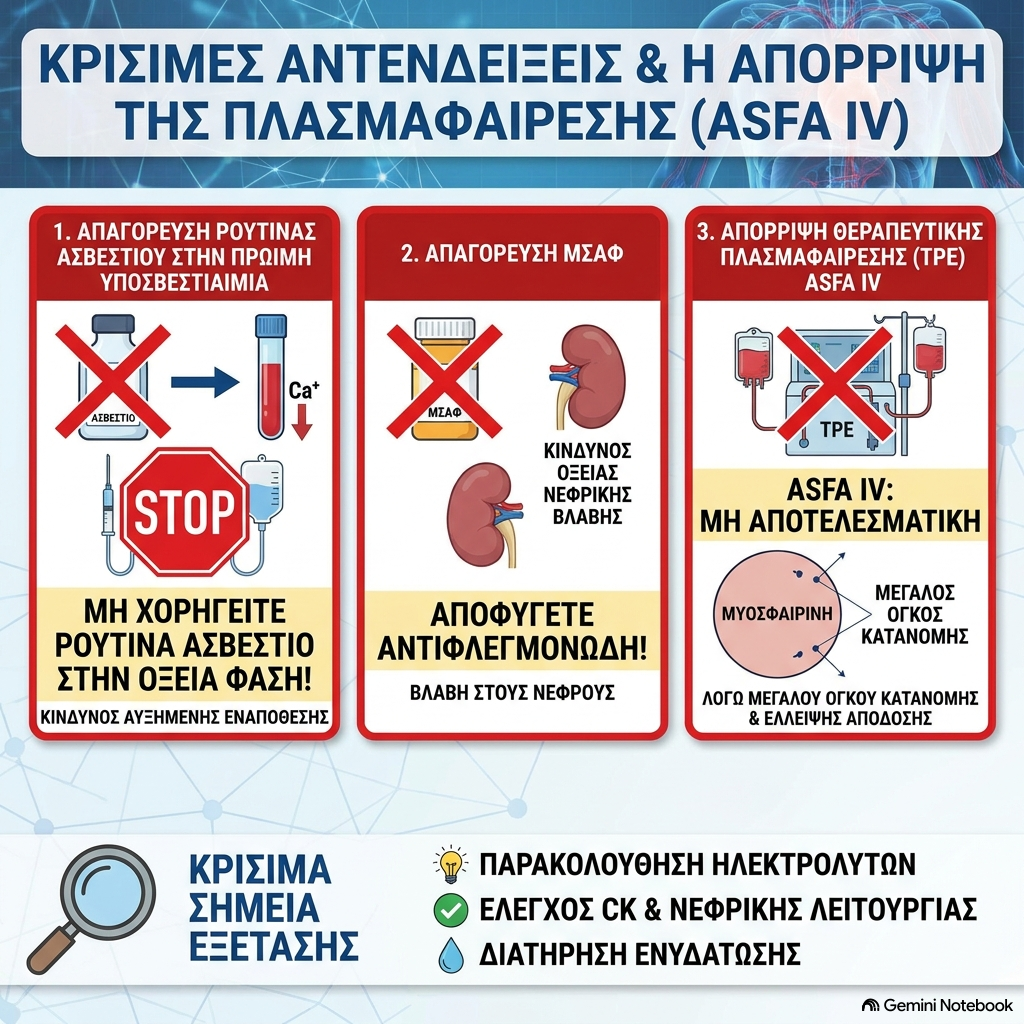 ΚΡΙΣΙΜΕΣ ΑΝΤΕΝΔΕΙΞΕΙΣ & Η ΑΠΟΡΡΙΨΗ
ΤΗΣ ΠΛΑΣΜΑΦΑΙΡΕΣΗΣ (ASFA IV)
1. ΑΠΑΓΟΡΕΥΣΗ ΡΟΥΤΙΝΑΣ
ΑΣΒΕΣΤΙΟΥ ΣΤΗΝ ΠΡΩΙΜΗ
ΥΠΟΣΒΕΣΤΙΑΙΜΙΑ
ΑΣΒΕΣΤΙΟ
Ca⁺
STOP
ΜΗ ΧΟΡΗΓΕΙΤΕ
ΡΟΥΤΙΝΑ ΑΣΒΕΣΤΙΟ
ΣΤΗΝ ΟΞΕΙΑ ΦΑΣΗ!
ΚΙΝΔΥΝΟΣ ΑΥΞΗΜΕΝΗΣ ΕΝΑΠΟΘΕΣΗΣ
2. ΑΠΑΓΟΡΕΥΣΗ ΜΣΑΦ
ΜΣΑΦ
ΚΙΝΔΥΝΟΣ
ΟΞΕΙΑΣ
ΝΕΦΡΙΚΗΣ
ΒΛΑΒΗΣ
ΑΠΟΦΥΓΕΤΕ
ΑΝΤΙΦΛΕΓΜΟΝΩΔΗ!
ΒΛΑΒΗ ΣΤΟΥΣ ΝΕΦΡΟΥΣ
3. ΑΠΟΡΡΙΨΗ ΘΕΡΑΠΕΥΤΙΚΗΣ
ΠΛΑΣΜΑΦΑΙΡΕΣΗΣ (TPE)
ASFA IV
TPE
ASFA IV:
ΜΗ ΑΠΟΤΕΛΕΣΜΑΤΙΚΗ
ΜΥΟΣΦΑΙΡΙΝΗ
ΜΕΓΑΛΟΣ
ΟΓΚΟΣ
ΚΑΤΑΝΟΜΗΣ
ΛΟΓΩ ΜΕΓΑΛΟΥ ΟΓΚΟΥ ΚΑΤΑΝΟΜΗΣ
& ΕΛΛΕΙΨΗΣ ΑΠΟΔΟΣΗΣ
ΚΡΙΣΙΜΑ
ΣΗΜΕΙΑ
ΕΞΕΤΑΣΗΣ
ΠΑΡΑΚΟΛΟΥΘΗΣΗ ΗΛΕΚΤΡΟΛΥΤΩΝ
ΕΛΕΓΧΟΣ CK & ΝΕΦΡΙΚΗΣ ΛΕΙΤΟΥΡΓΙΑΣ
ΔΙΑΤΗΡΗΣΗ ΕΝΥΔΑΤΩΣΗΣ
Gemini Notebook